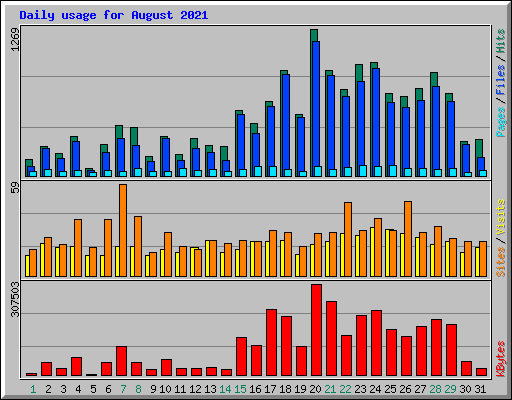 Daily usage for August 2021
1269
Pages / Files / Hits
59
Sites / Visits
307503
KBytes
1 2 3 4 5 6 7 8 9 10 11 12 13 14 15 16 17 18 19 20 21 22 23 24 25 26 27 28 29 30 31